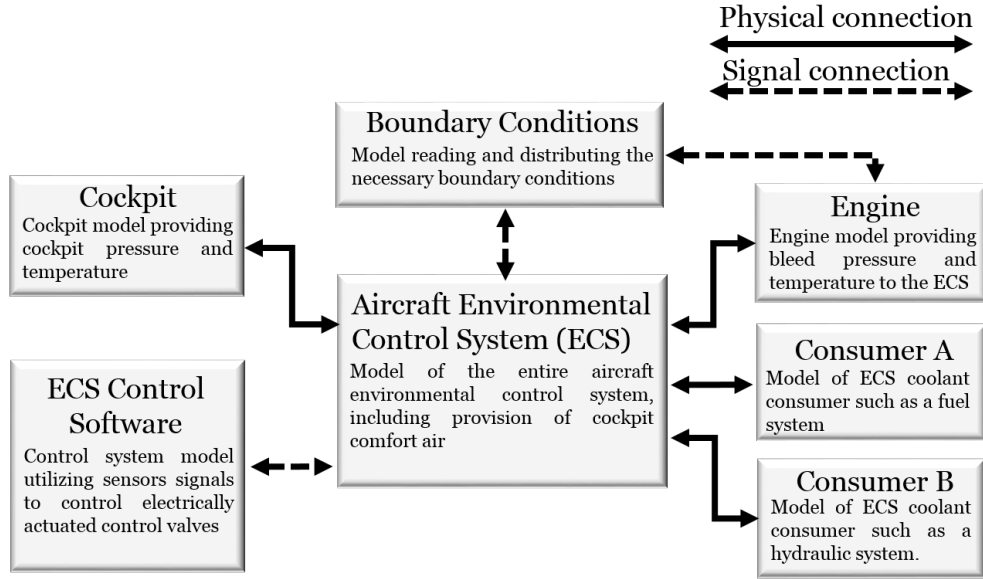 Physical connection
Signal connection
Boundary Conditions
Model reading and distributing the
necessary boundary conditions
Cockpit
Cockpit model providing
cockpit pressure and
temperature
Engine
Engine model providing
bleed pressure and
temperature to the ECS
Aircraft Environmental
Control System (ECS)
Model of the entire aircraft
environmental control system,
including provision of cockpit
comfort air
Consumer A
Model of ECS coolant
consumer such as a fuel
system
ECS Control
Software
Control system model
utilizing sensors signals
to control electrically
actuated control valves
Consumer B
Model of ECS coolant
consumer such as a
hydraulic system.